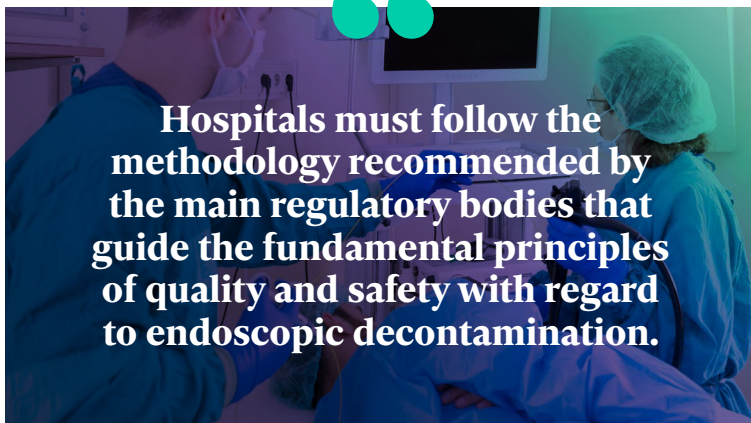 Hospitals must follow the
methodology recommended by
the main regulatory bodies that
guide the fundamental principles
of quality and safety with regard
to endoscopic decontamination.